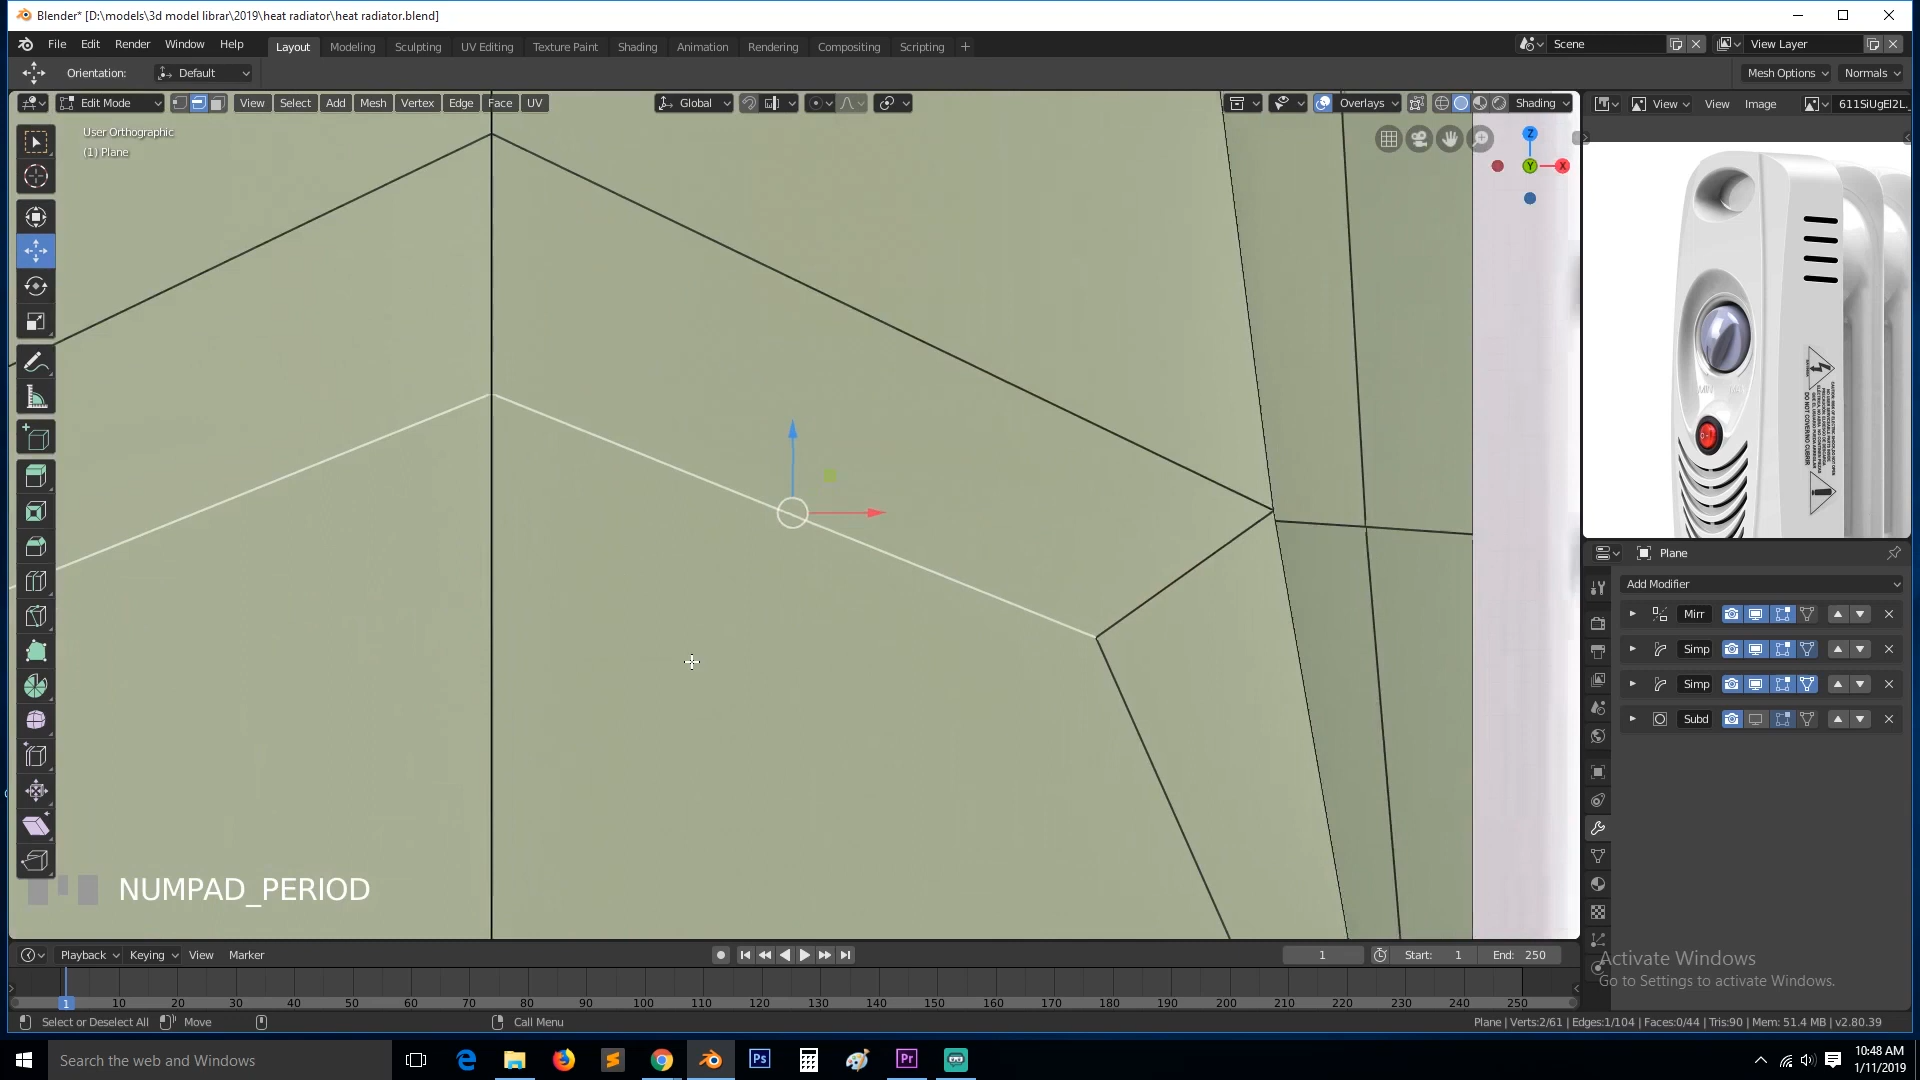 Blender* [D:\models\3d model librar\2019\heat radiator\heat radiator.blend]
File Edit Render Window Help Layout Modeling Sculpting UV Editing Texture Paint Shading Animation Rendering Compositing Scripting + Scene View Layer
Orientation: Default Mesh Options Normals
Edit Mode View Select Add Mesh Vertex Edge Face UV Global Overlays Shading View View Image 611SiUgEl2L.
User Orthographic
(1) Plane
Z
Y
X
Plane
Add Modifier
Mirr
Simp
Simp
Subd
NUMPAD_PERIOD
Playback Keying View Marker 1 Start: 1 End: 250
1 10 20 30 40 50 60 70 80 90 100 110 120 130 140 150 160 170 180 190 200 210 220 230 240 250
Activate Windows
Go to Settings to activate Windows.
Select or Deselect All Move Call Menu Plane | Verts:2/61 | Edges:1/104 | Faces:0/44 | Tris:90 | Mem: 51.4 MB | v2.80.39
Search the web and Windows
Ps
Pr
10:48 AM
1/11/2019